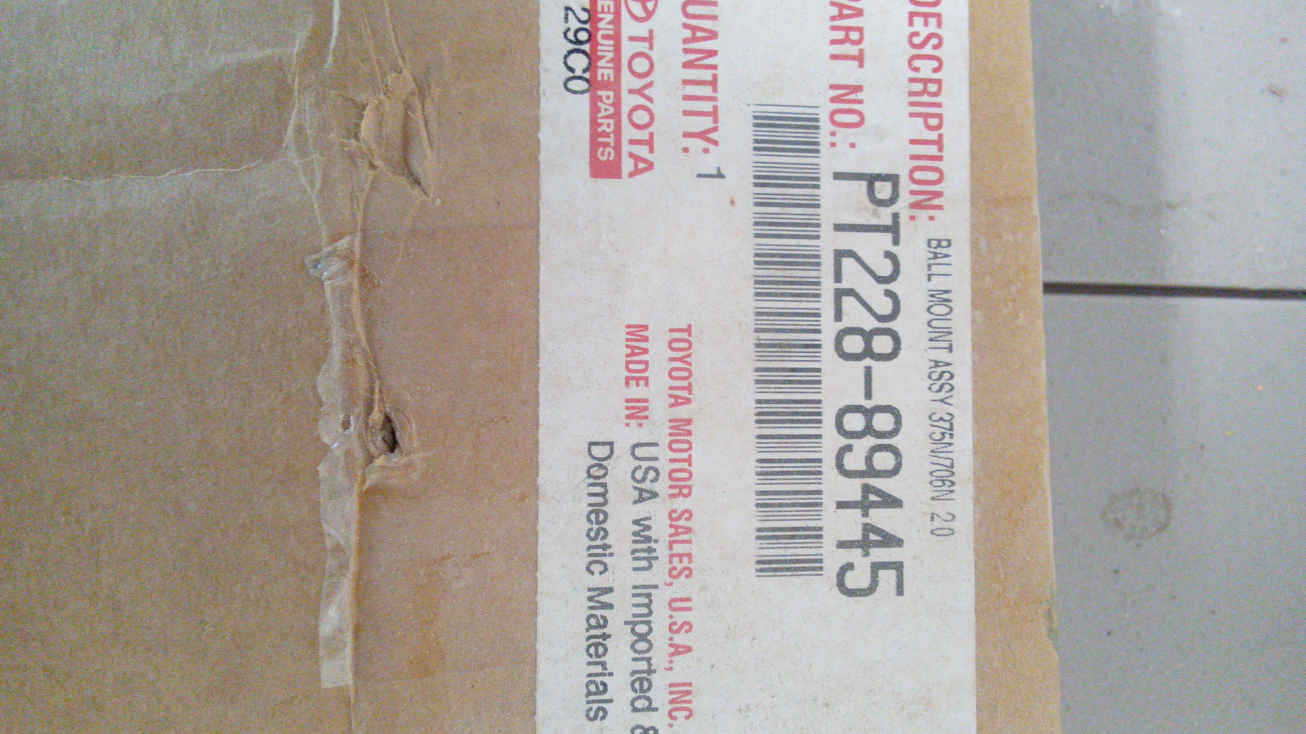 DESCRIPTION: BALL MOUNT ASSY 375N/706N 2.0
PART NO.: PT228-89445
QUANTITY: 1
TOYOTA MOTOR SALES, U.S.A., INC.
TOYOTA
MADE IN: USA with Imported &
GENUINE PARTS
Domestic Materials
29C0